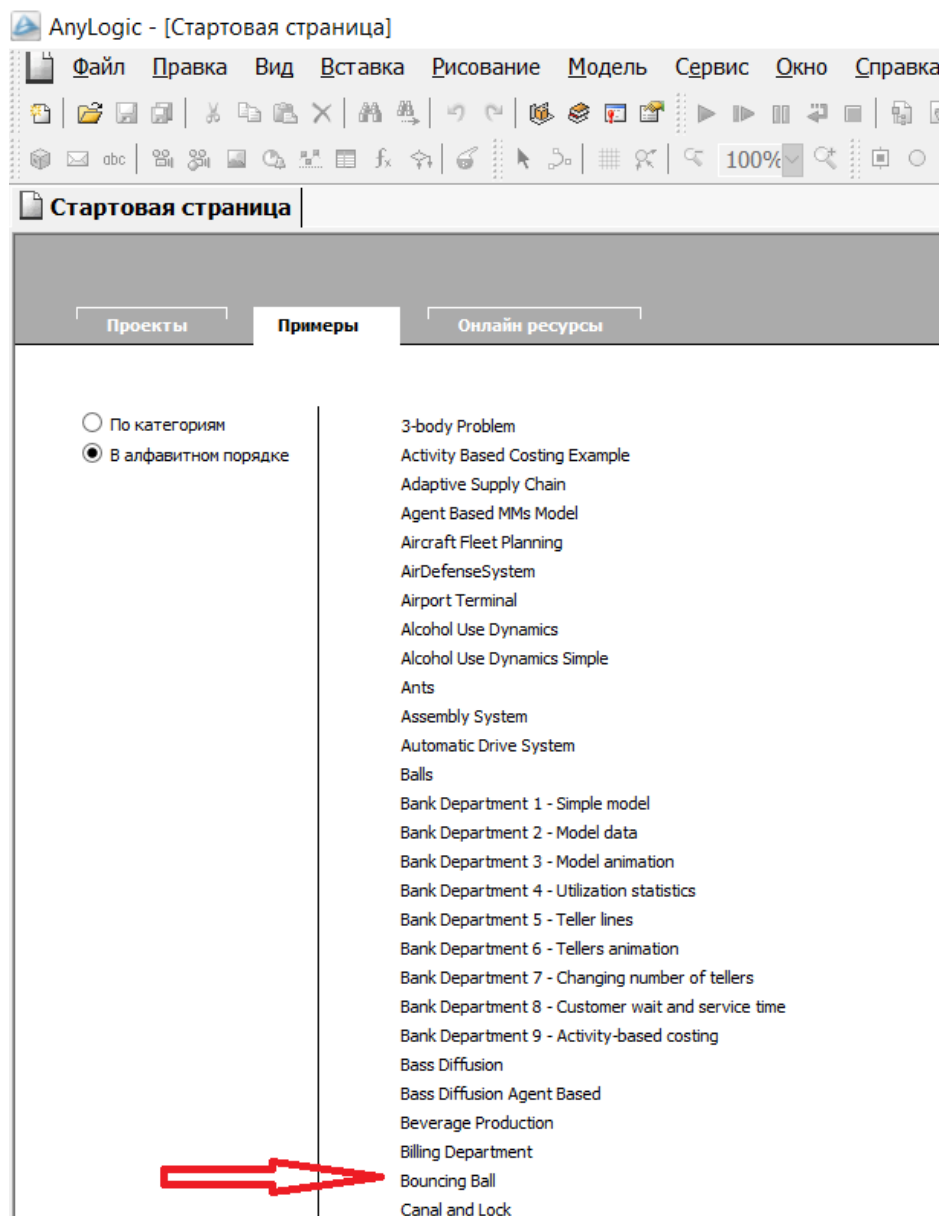 AnyLogic - [Стартовая страница]
Файл Правка Вид Вставка Рисование Модель Сервис Окно Справка
abc 100%
Стартовая страница
Проекты Примеры Онлайн ресурсы
По категориям
В алфавитном порядке
3-body Problem
Activity Based Costing Example
Adaptive Supply Chain
Agent Based MMs Model
Aircraft Fleet Planning
AirDefenseSystem
Airport Terminal
Alcohol Use Dynamics
Alcohol Use Dynamics Simple
Ants
Assembly System
Automatic Drive System
Balls
Bank Department 1 - Simple model
Bank Department 2 - Model data
Bank Department 3 - Model animation
Bank Department 4 - Utilization statistics
Bank Department 5 - Teller lines
Bank Department 6 - Tellers animation
Bank Department 7 - Changing number of tellers
Bank Department 8 - Customer wait and service time
Bank Department 9 - Activity-based costing
Bass Diffusion
Bass Diffusion Agent Based
Beverage Production
Billing Department
Bouncing Ball
Canal and Lock